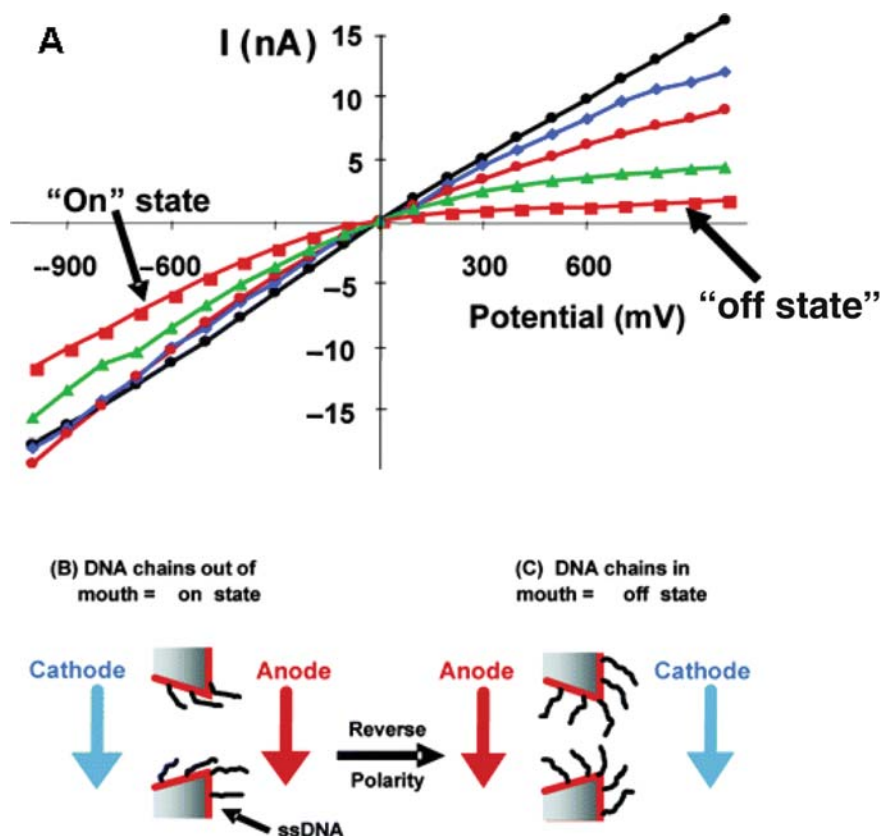 A
I (nA)
15
10
5
"On" state
--900
-600
300
600
-5
Potential (mV)
"off state"
-10
-15
(B) DNA chains out of
mouth = on state
(C) DNA chains in
mouth = off state
Cathode
Anode
Anode
Cathode
Reverse
Polarity
ssDNA